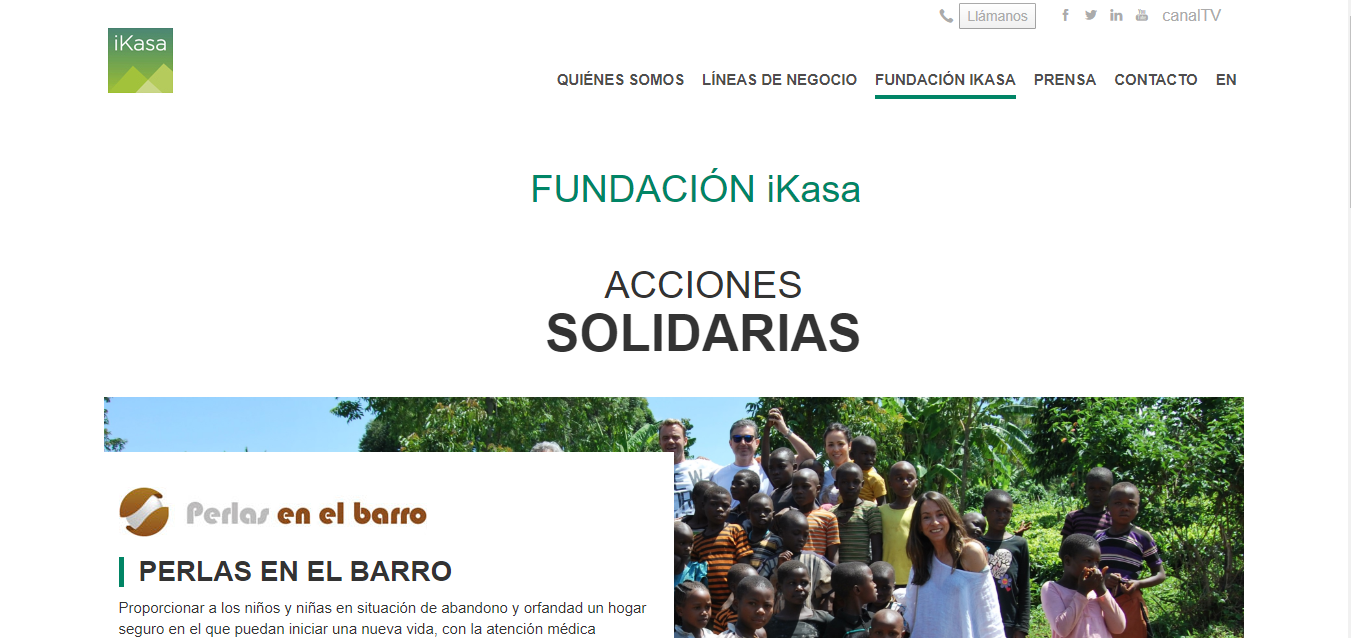 Llámanos
canalTV
iKasa
QUIÉNES SOMOS LÍNEAS DE NEGOCIO FUNDACIÓN IKASA PRENSA CONTACTO EN
FUNDACIÓN iKasa
ACCIONES
SOLIDARIAS
Perlas en el barro
PERLAS EN EL BARRO
Proporcionar a los niños y niñas en situación de abandono y orfandad un hogar
seguro en el que puedan iniciar una nueva vida, con la atención médica